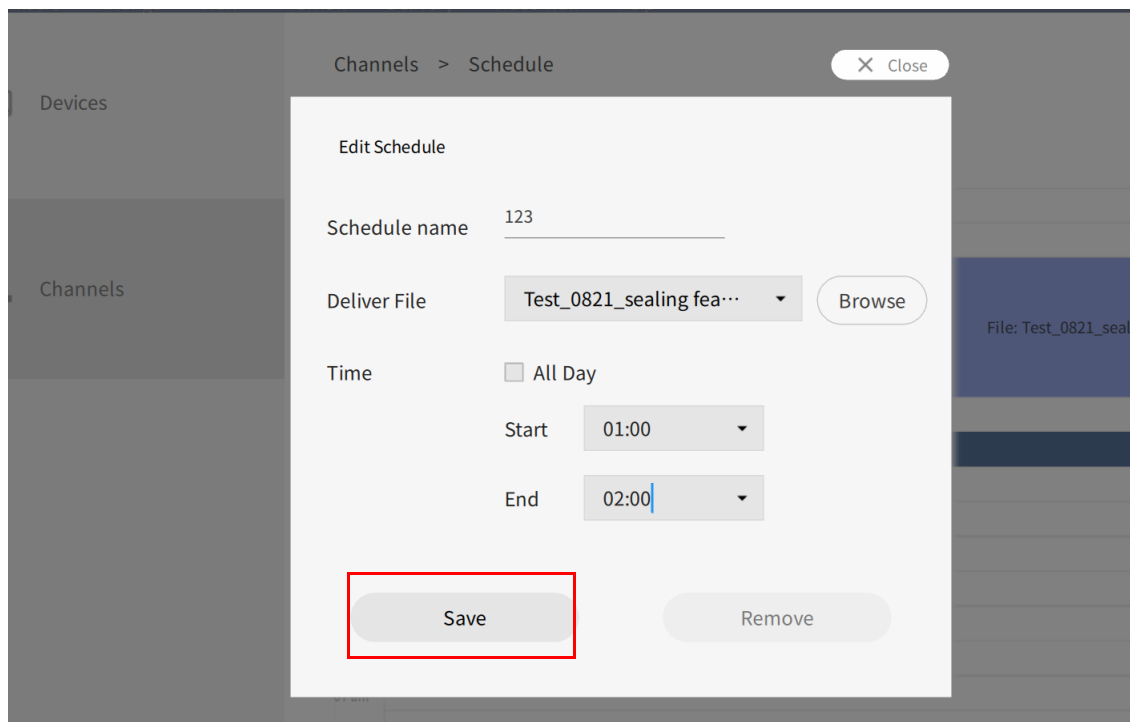 Channels > Schedule
Close
Devices
Edit Schedule
Schedule name
123
Channels
Deliver File
Test_0821_sealing fea···
Browse
File: Test_0821_seal
Time
All Day
Start
01:00
End
02:00
Save
Remove